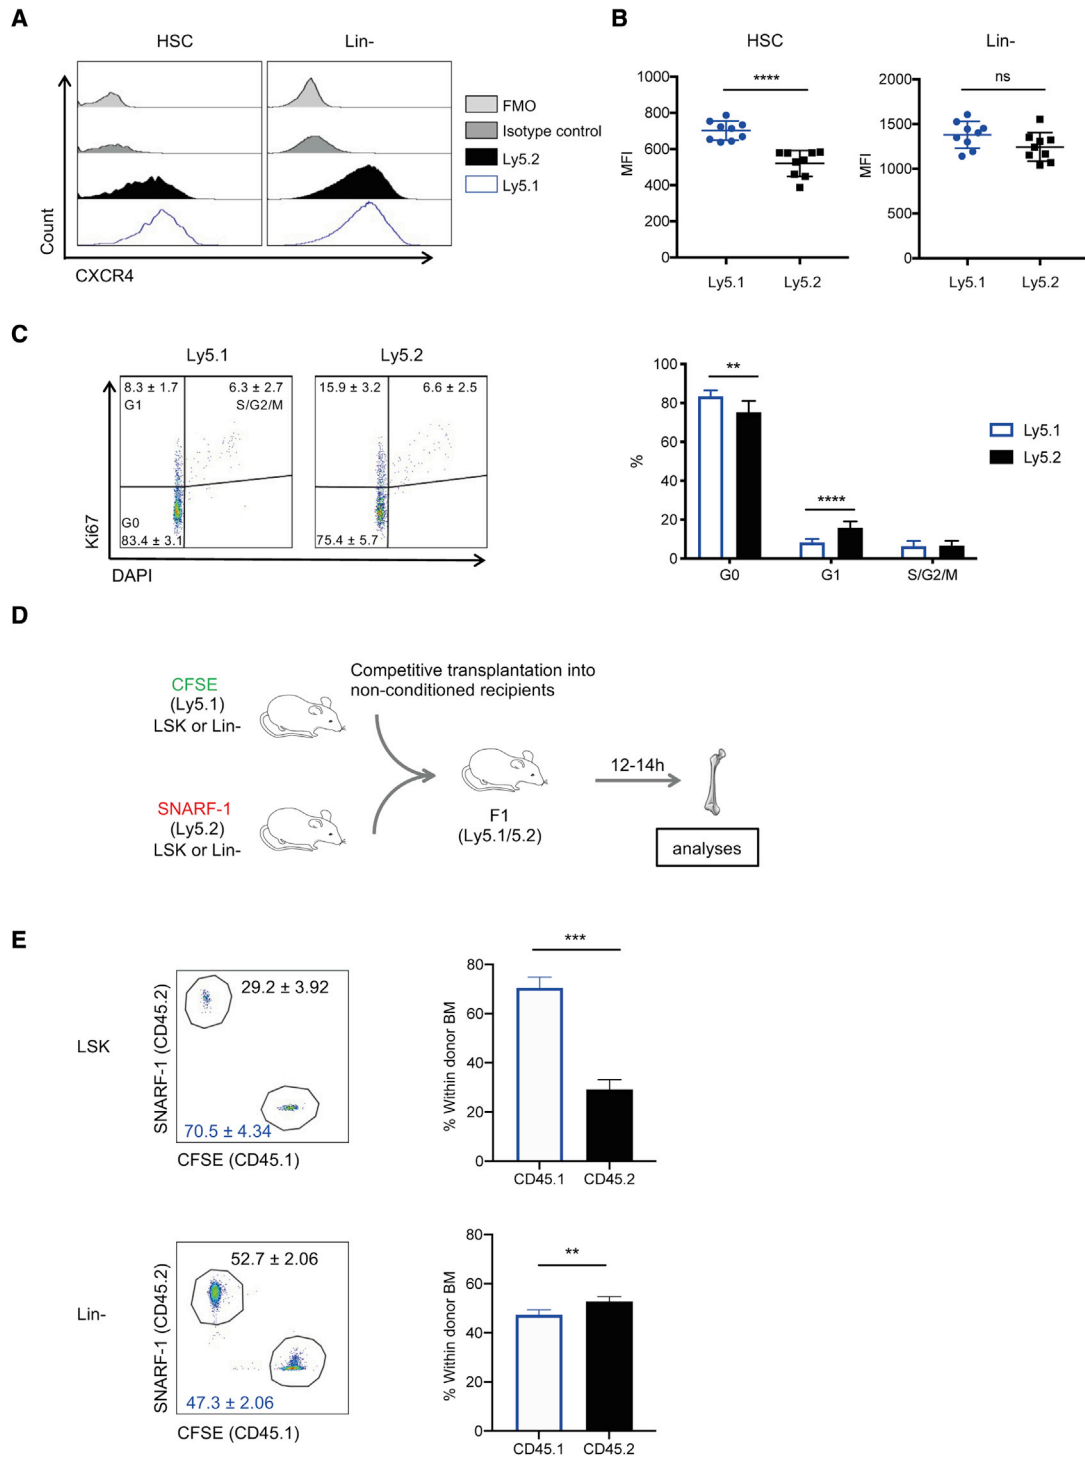 A
HSC
Lin-
Count
CXCR4
FMO
Isotype control
Ly5.2
Ly5.1
B
HSC
****
1000
800
600
400
200
0
MFI
Ly5.1
Ly5.2
Lin-
ns
2000
1500
1000
500
0
MFI
Ly5.1
Ly5.2
C
Ly5.1
Ly5.2
8.3 ± 1.7
6.3 ± 2.7
G1
S/G2/M
G0
83.4 ± 3.1
15.9 ± 3.2
6.6 ± 2.5
75.4 ± 5.7
Ki67
DAPI
100
80
60
40
20
0
%
**
****
G0
G1
S/G2/M
Ly5.1
Ly5.2
D
CFSE
(Ly5.1)
LSK or Lin-
SNARF-1
(Ly5.2)
LSK or Lin-
Competitive transplantation into
non-conditioned recipients
F1
(Ly5.1/5.2)
12-14h
analyses
E
LSK
SNARF-1 (CD45.2)
29.2 ± 3.92
70.5 ± 4.34
CFSE (CD45.1)
***
80
60
40
20
0
% Within donor BM
CD45.1
CD45.2
Lin-
SNARF-1 (CD45.2)
52.7 ± 2.06
47.3 ± 2.06
CFSE (CD45.1)
**
80
60
40
20
0
% Within donor BM
CD45.1
CD45.2